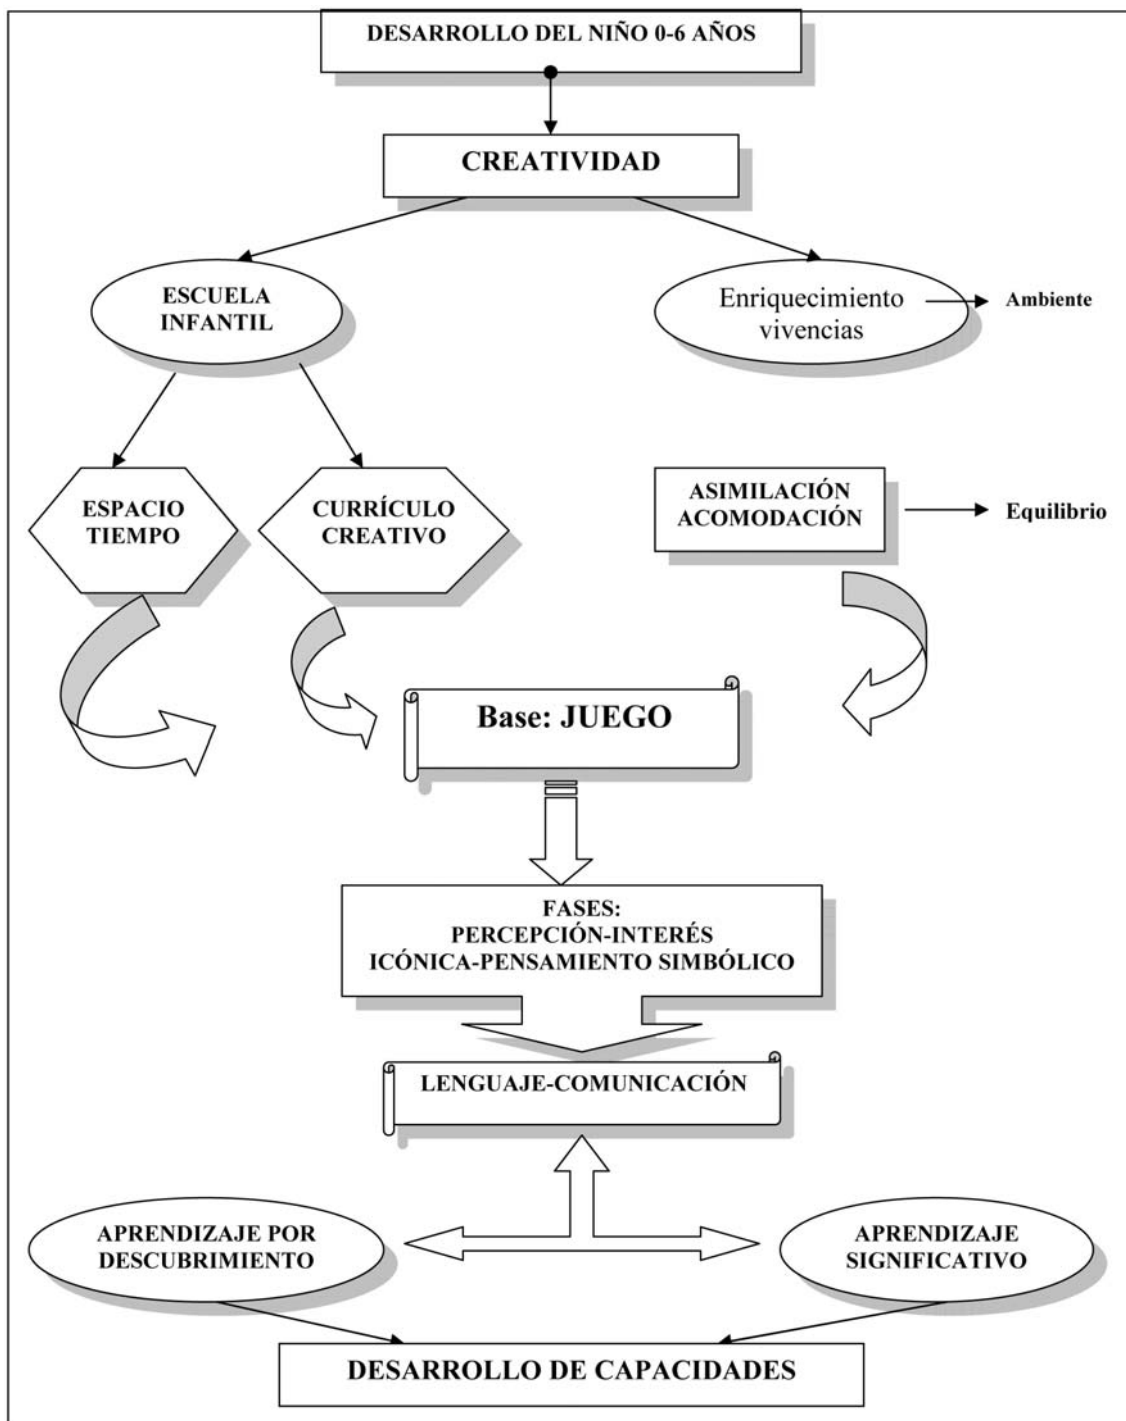 DESARROLLO DEL NIÑO 0-6 AÑOS
CREATIVIDAD
ESCUELA
INFANTIL
Enriquecimiento
vivencias
Ambiente
ESPACIO
TIEMPO
CURRÍCULO
CREATIVO
ASIMILACIÓN
ACOMODACIÓN
Equilibrio
Base: JUEGO
FASES:
PERCEPCIÓN-INTERÉS
ICÓNICA-PENSAMIENTO SIMBÓLICO
LENGUAJE-COMUNICACIÓN
APRENDIZAJE POR
DESCUBRIMIENTO
APRENDIZAJE
SIGNIFICATIVO
DESARROLLO DE CAPACIDADES